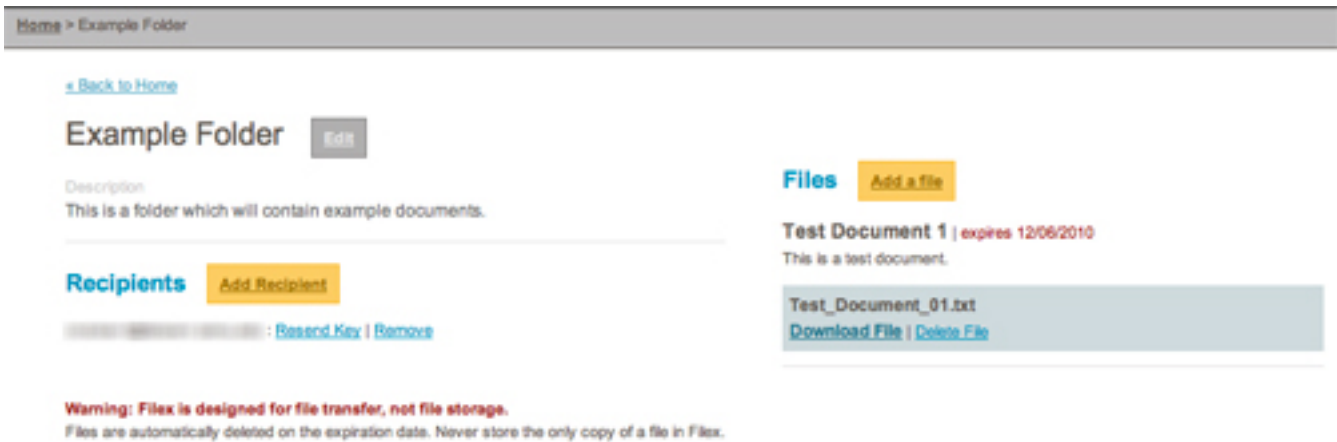 Home > Example Folder
« Back to Home
Example Folder Edit
Description
This is a folder which will contain example documents.
Recipients Add Recipient
: Resend Key | Remove
Warning: Filex is designed for file transfer, not file storage.
Files are automatically deleted on the expiration date. Never store the only copy of a file in Filex.
Files Add a file
Test Document 1 | expires 12/06/2010
This is a test document.
Test_Document_01.txt
Download File | Delete File